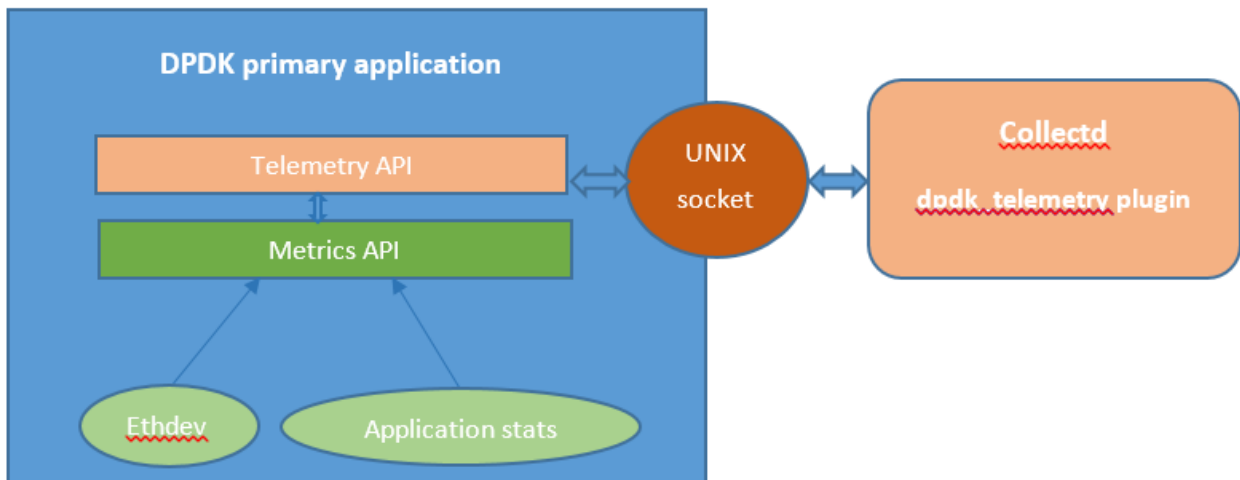 DPDK primary application
Telemetry API
UNIX
socket
Metrics API
Collectd
dpdk_telemetry plugin
Ethdev
Application stats